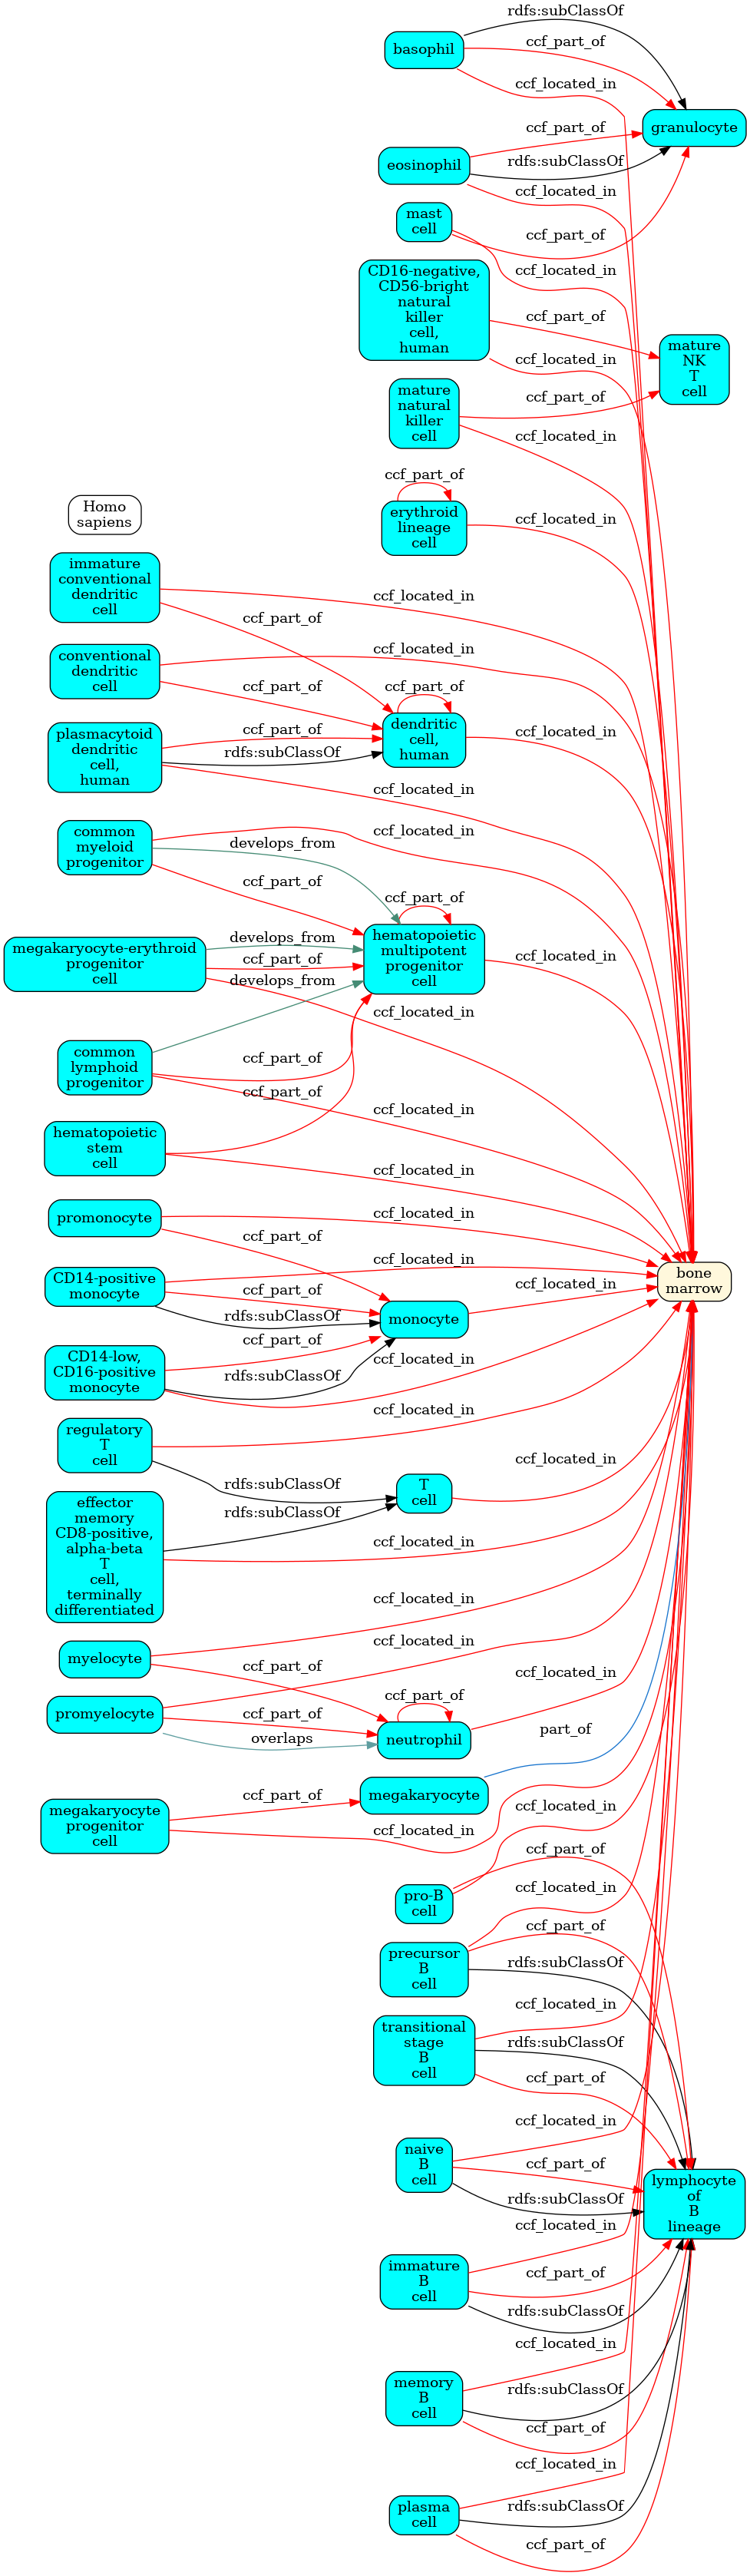 rdfs:subClassOf
basophil
ccf_part_of
ccf_located_in
granulocyte
ccf_part_of
eosinophil
rdfs:subClassOf
ccf_located_in
mast
cell
ccf_part_of
ccf_located_in
CD16-negative,
CD56-bright
natural
killer
cell,
human
ccf_part_of
mature
NK
T
cell
ccf_located_in
mature
natural
killer
cell
ccf_part_of
ccf_located_in
ccf_part_of
Homo
sapiens
erythroid
lineage
cell
ccf_located_in
immature
conventional
dendritic
cell
ccf_located_in
ccf_part_of
conventional
dendritic
cell
ccf_located_in
ccf_part_of
ccf_part_of
plasmacytoid
dendritic
cell,
human
ccf_part_of
rdfs:subClassOf
dendritic
cell,
human
ccf_located_in
ccf_located_in
common
myeloid
progenitor
ccf_located_in
develops_from
ccf_part_of
ccf_part_of
megakaryocyte-erythroid
progenitor
cell
develops_from
ccf_part_of
develops_from
hematopoietic
multipotent
progenitor
cell
ccf_located_in
ccf_located_in
common
lymphoid
progenitor
ccf_part_of
ccf_part_of
ccf_located_in
hematopoietic
stem
cell
ccf_located_in
promonocyte
ccf_located_in
ccf_part_of
CD14-positive
monocyte
ccf_located_in
ccf_part_of
rdfs:subClassOf
monocyte
ccf_located_in
bone
marrow
CD14-low,
CD16-positive
monocyte
ccf_part_of
rdfs:subClassOf
ccf_located_in
regulatory
T
cell
ccf_located_in
rdfs:subClassOf
T
cell
ccf_located_in
effector
memory
CD8-positive,
alpha-beta
T
cell,
terminally
differentiated
rdfs:subClassOf
ccf_located_in
myelocyte
ccf_located_in
ccf_located_in
ccf_part_of
promyelocyte
ccf_part_of
overlaps
ccf_part_of
neutrophil
ccf_located_in
part_of
megakaryocyte
progenitor
cell
ccf_part_of
ccf_located_in
megakaryocyte
ccf_located_in
pro-B
cell
ccf_part_of
ccf_located_in
precursor
B
cell
ccf_part_of
rdfs:subClassOf
ccf_located_in
transitional
stage
B
cell
rdfs:subClassOf
ccf_part_of
ccf_located_in
naive
B
cell
ccf_part_of
rdfs:subClassOf
lymphocyte
of
B
lineage
ccf_located_in
immature
B
cell
ccf_part_of
rdfs:subClassOf
ccf_located_in
memory
B
cell
rdfs:subClassOf
ccf_part_of
ccf_located_in
plasma
cell
rdfs:subClassOf
ccf_part_of